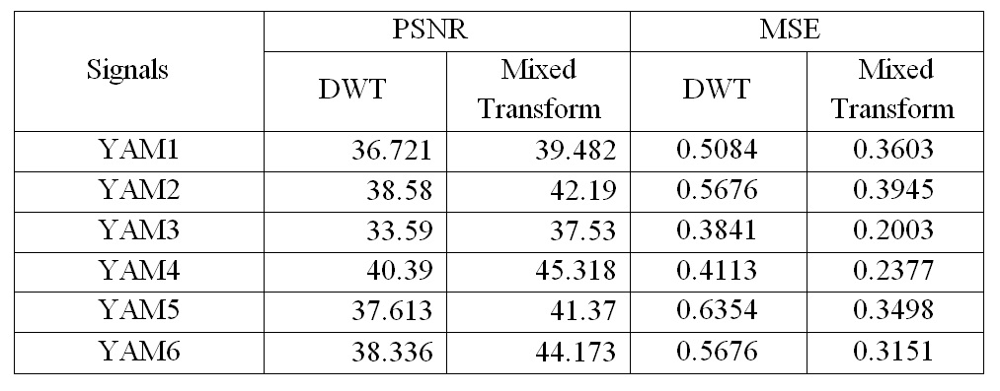 Signals PSNR MSE
DWT Mixed Transform DWT Mixed Transform
YAM1 36.721 39.482 0.5084 0.3603
YAM2 38.58 42.19 0.5676 0.3945
YAM3 33.59 37.53 0.3841 0.2003
YAM4 40.39 45.318 0.4113 0.2377
YAM5 37.613 41.37 0.6354 0.3498
YAM6 38.336 44.173 0.5676 0.3151